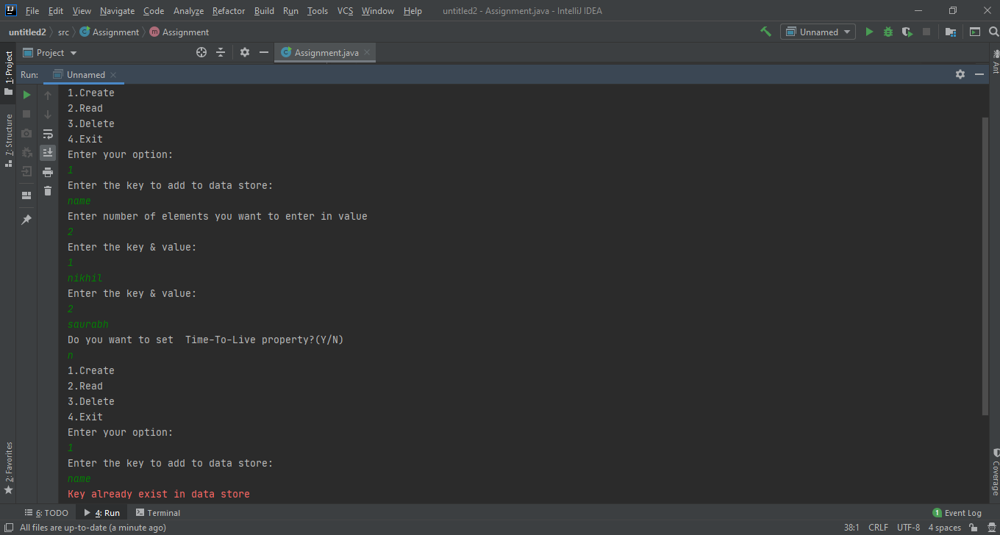 IJ File Edit View Navigate Code Analyze Refactor Build Run Tools VCS Window Help untitled2 - Assignment.java - IntelliJ IDEA
untitled2 src Assignment Assignment Unnamed
1: Project Project Assignment.java Ant
Run: Unnamed
1.Create
2.Read
3.Delete
4.Exit
Enter your option:
1
Enter the key to add to data store:
name
Enter number of elements you want to enter in value
2
Enter the key & value:
1
nikhil
Enter the key & value:
2
saurabh
Do you want to set  Time-To-Live property?(Y/N)
n
1.Create
2.Read
3.Delete
4.Exit
Enter your option:
1
Enter the key to add to data store:
name
Key already exist in data store
7: Structure
2: Favorites
Coverage
6: TODO 4: Run Terminal 1 Event Log
All files are up-to-date (a minute ago) 38:1 CRLF UTF-8 4 spaces